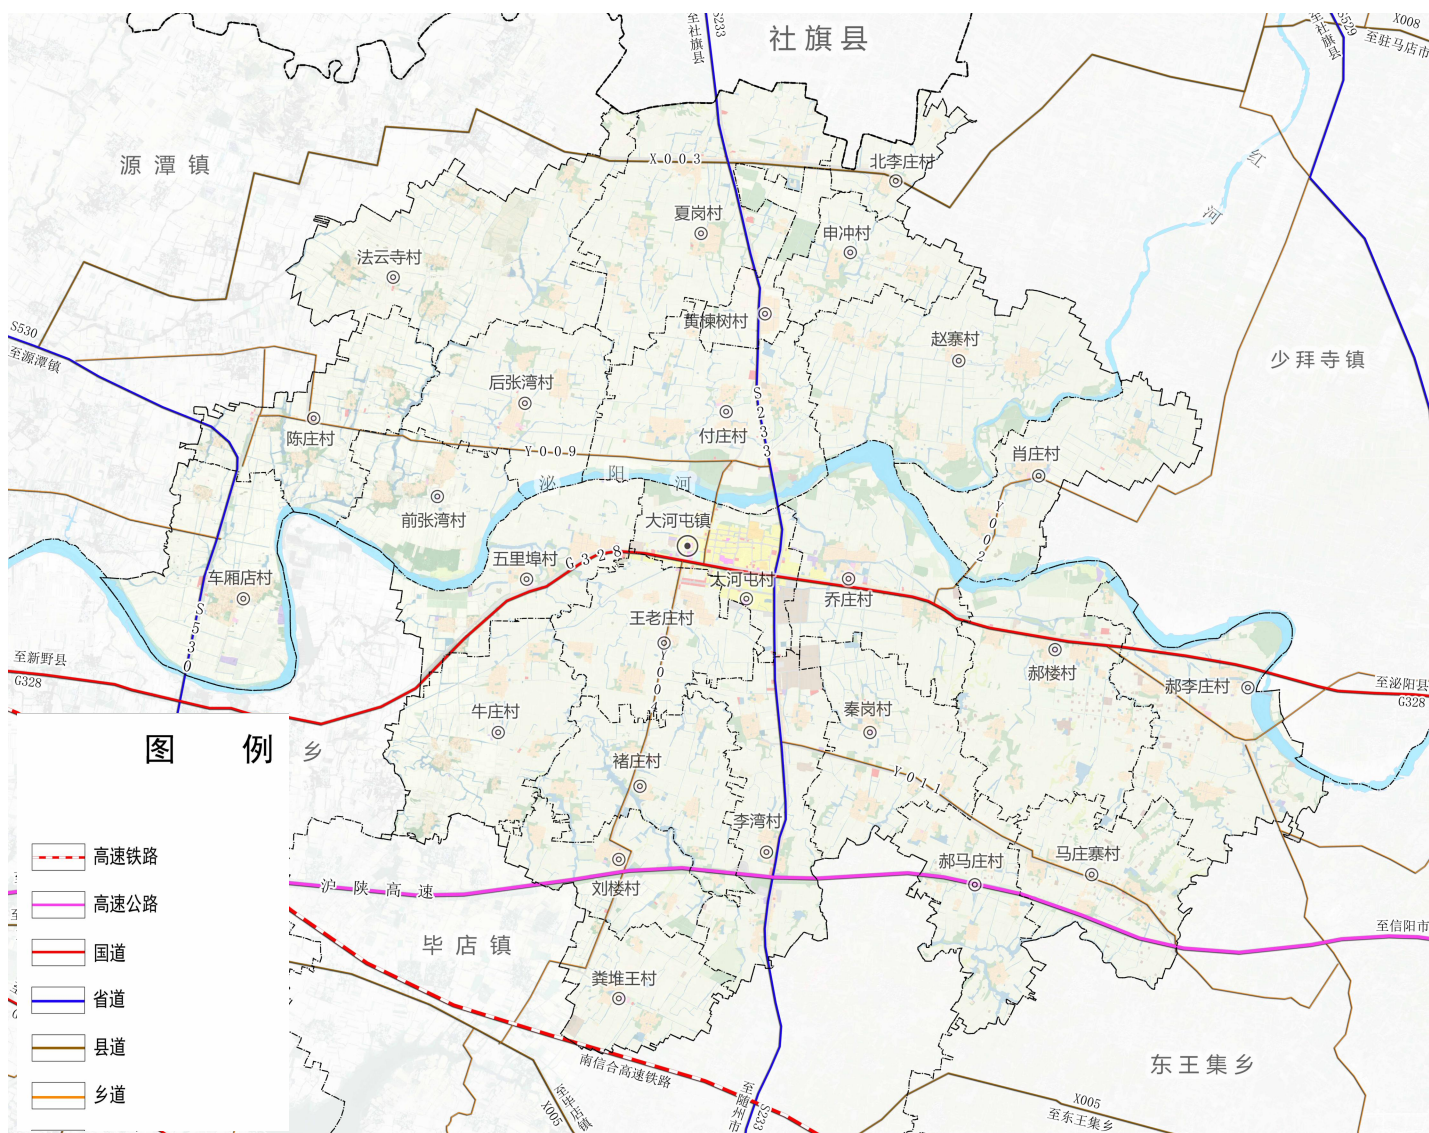 社旗县
至社旗县
S233
至社旗县
S529
X008
至驻马店市
源潭镇
X003
北李庄村
红河
夏岗村
申冲村
法云寺村
黄楝树村
赵寨村
少拜寺镇
S530
至源潭镇
后张湾村
付庄村
S233
陈庄村
Y009
肖庄村
泌阳河
前张湾村
大河屯镇
Y002
五里埠村
G328
车厢店村
大河屯村
乔庄村
S530
王老庄村
至新野县
G328
Y001
郝楼村
郝李庄村
至泌阳县
G328
牛庄村
秦岗村
乡
褚庄村
Y011
李湾村
刘楼村
郝马庄村
马庄寨村
沪陕高速
至信阳市
毕店镇
粪堆王村
南信合高速铁路
至毕店镇
X005
至随州市
S233
东王集乡
X005
至东王集乡
图例
高速铁路
高速公路
国道
省道
县道
乡道